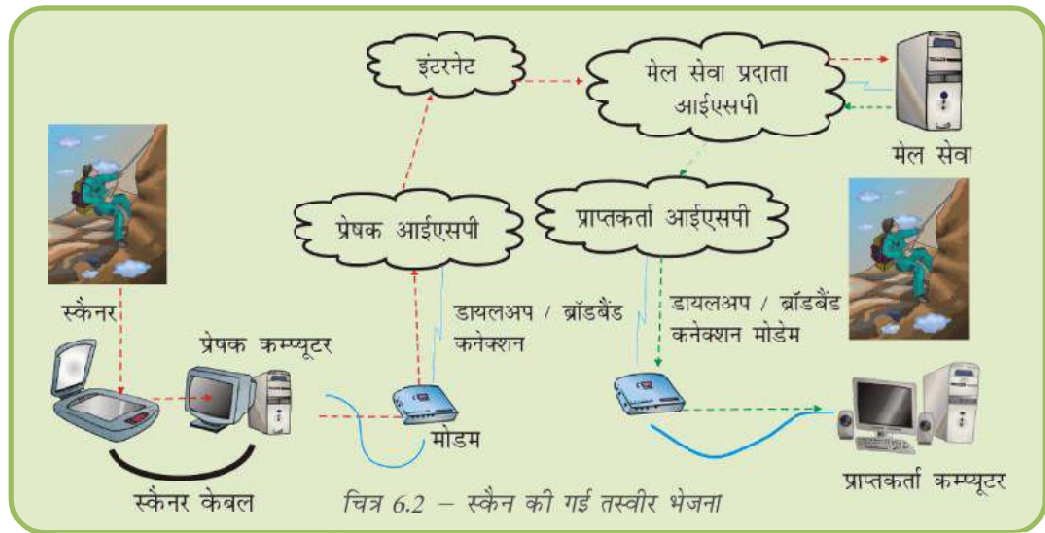 इंटरनेट
मेल सेवा प्रदाता
आईएसपी
मेल सेवा
प्रेषक आईएसपी
प्राप्तकर्ता आईएसपी
स्कैनर
प्रेषक कम्प्यूटर
डायलअप / ब्रॉडबैंड
कनेक्शन
डायलअप / ब्रॉडबैंड
कनेक्शन मोडेम
मोडम
स्कैनर केबल
प्राप्तकर्ता कम्प्यूटर
चित्र 6.2 – स्कैन की गई तस्वीर भेजना